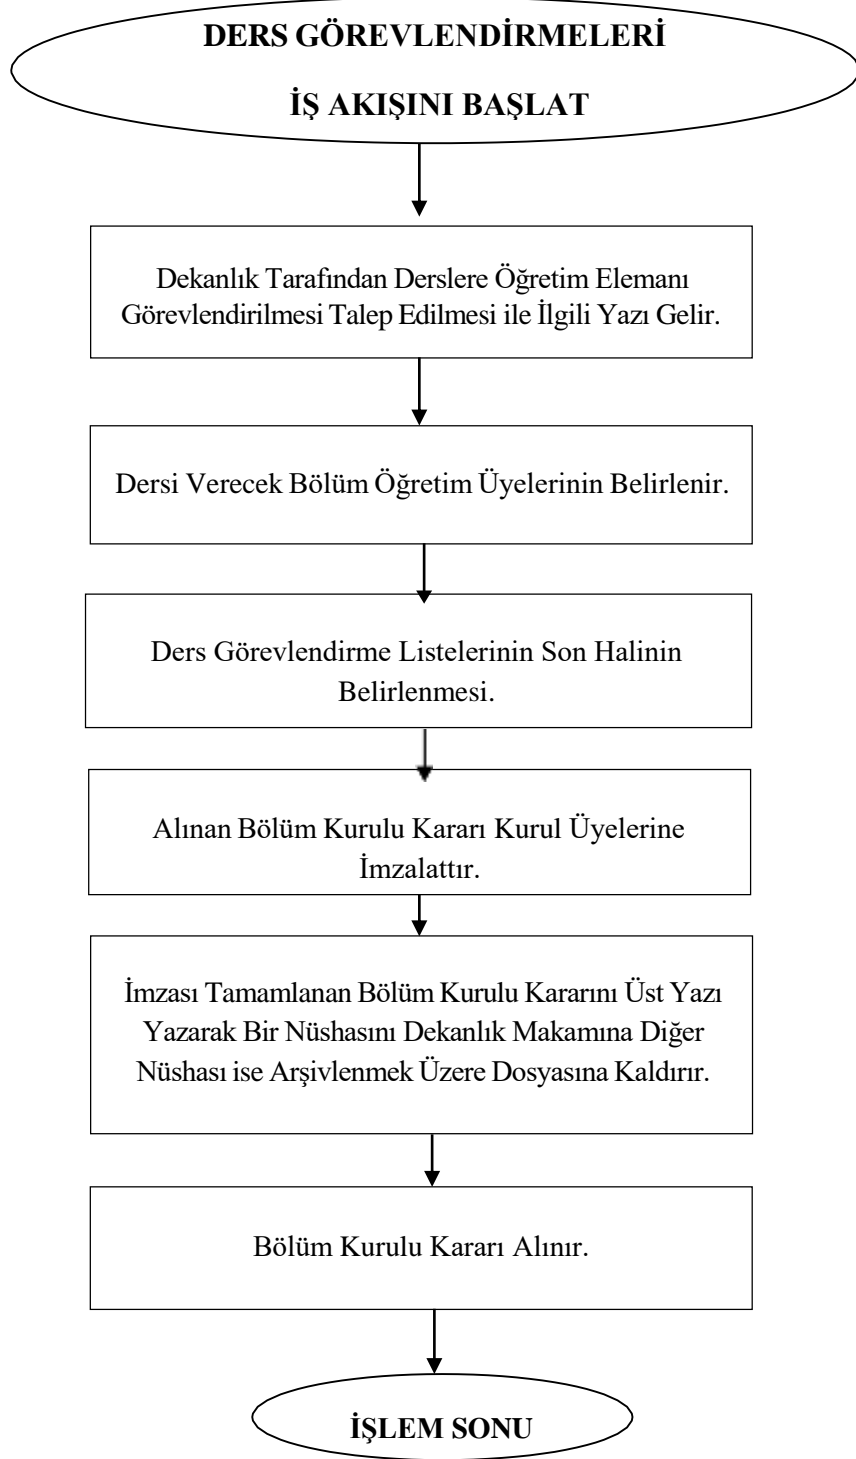 DERS GÖREVLENDİRMELERİ
İŞ AKIŞINI BAŞLAT
Dekanlık Tarafından Derslere Öğretim Elemanı
Görevlendirilmesi Talep Edilmesi ile İlgili Yazı Gelir.
Dersi Verecek Bölüm Öğretim Üyelerinin Belirlenir.
Ders Görevlendirme Listelerinin Son Halinin
Belirlenmesi.
Alınan Bölüm Kurulu Kararı Kurul Üyelerine
İmzalattır.
İmzası Tamamlanan Bölüm Kurulu Kararını Üst Yazı
Yazarak Bir Nüshasını Dekanlık Makamına Diğer
Nüshası ise Arşivlenmek Üzere Dosyasına Kaldırır.
Bölüm Kurulu Kararı Alınır.
İŞLEM SONU